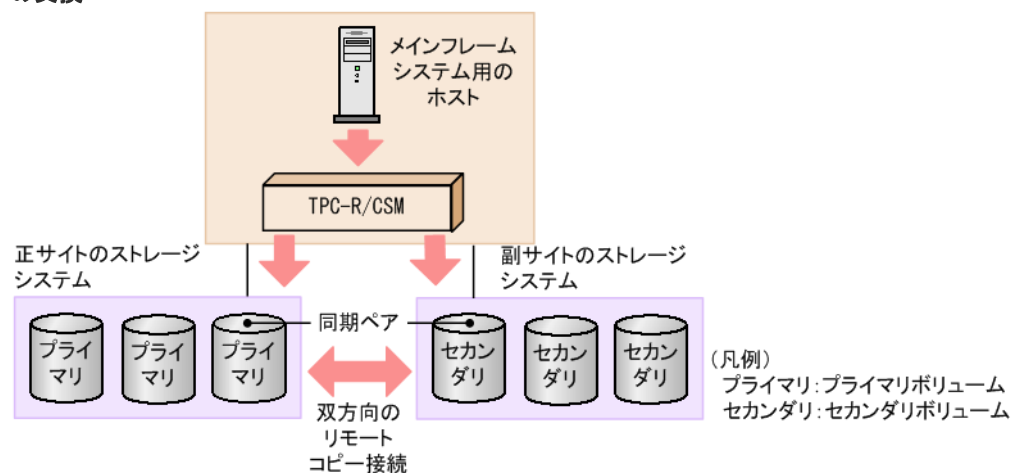 メインフレーム
システム用の
ホスト
TPC-R/CSM
正サイトのストレージ
システム
副サイトのストレージ
システム
同期ペア
プライ
マリ
プライ
マリ
プライ
マリ
セカン
ダリ
セカン
ダリ
セカン
ダリ
双方向の
リモート
コピー接続
(凡例)
プライマリ:プライマリボリューム
セカンダリ:セカンダリボリューム